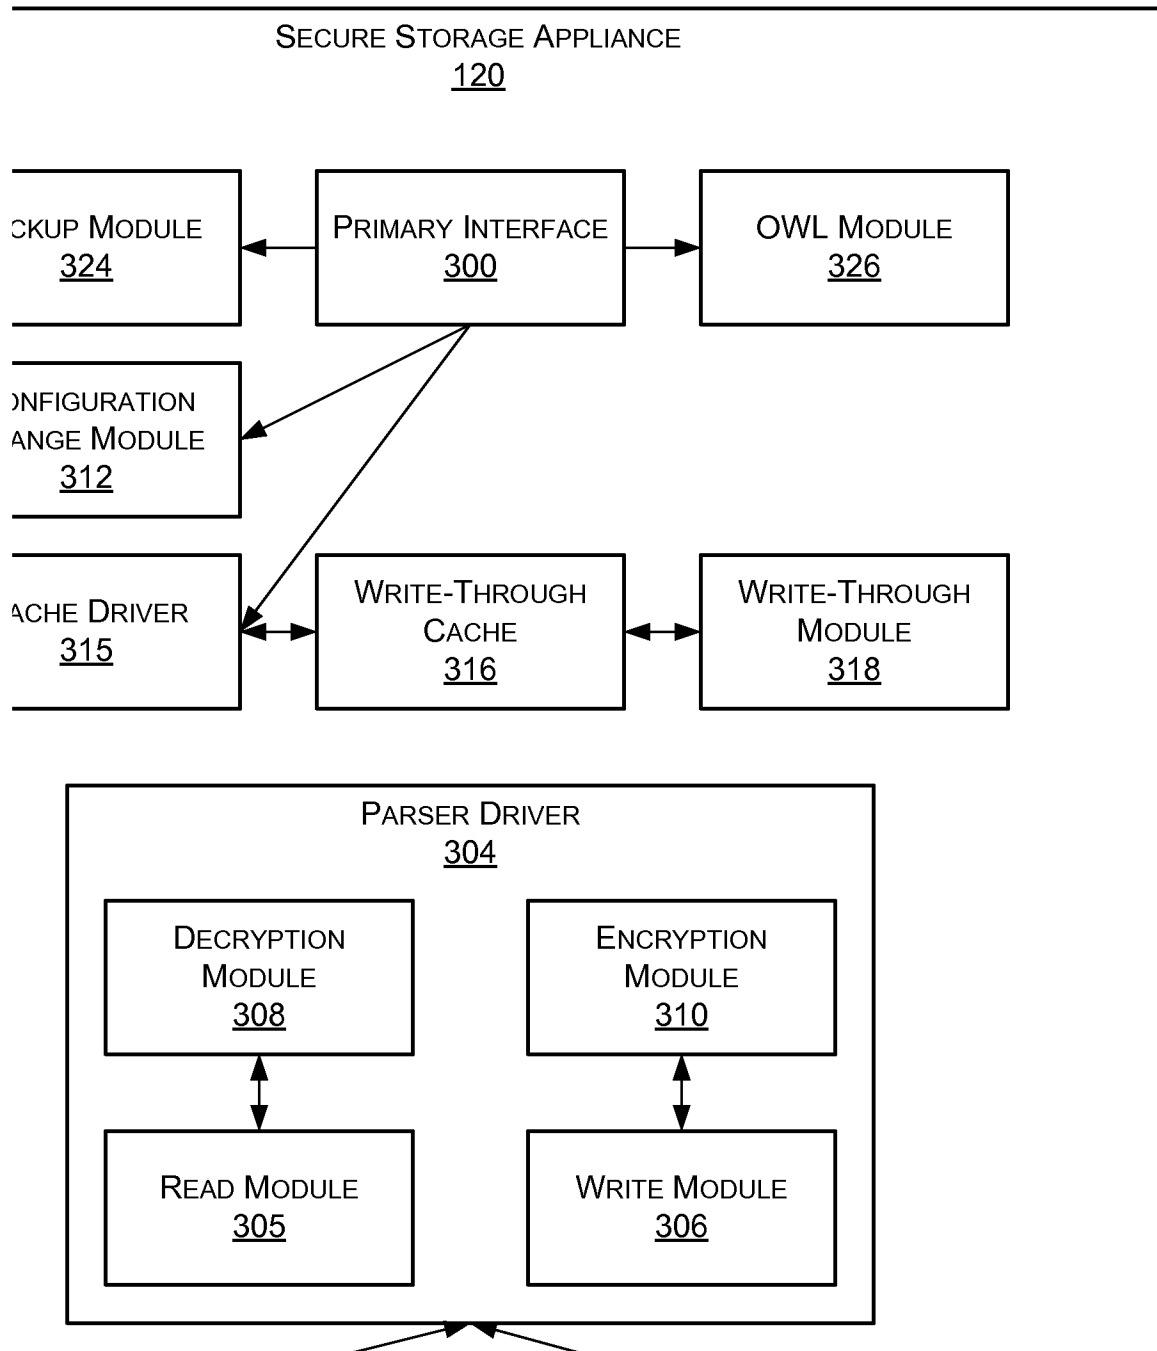 SECURE STORAGE APPLIANCE
120
CKUP MODULE
324
PRIMARY INTERFACE
300
OWL MODULE
326
ONFIGURATION
ANGE MODULE
312
ACHE DRIVER
315
WRITE-THROUGH
CACHE
316
WRITE-THROUGH
MODULE
318
PARSER DRIVER
304
DECRYPTION
MODULE
308
ENCRYPTION
MODULE
310
READ MODULE
305
WRITE MODULE
306